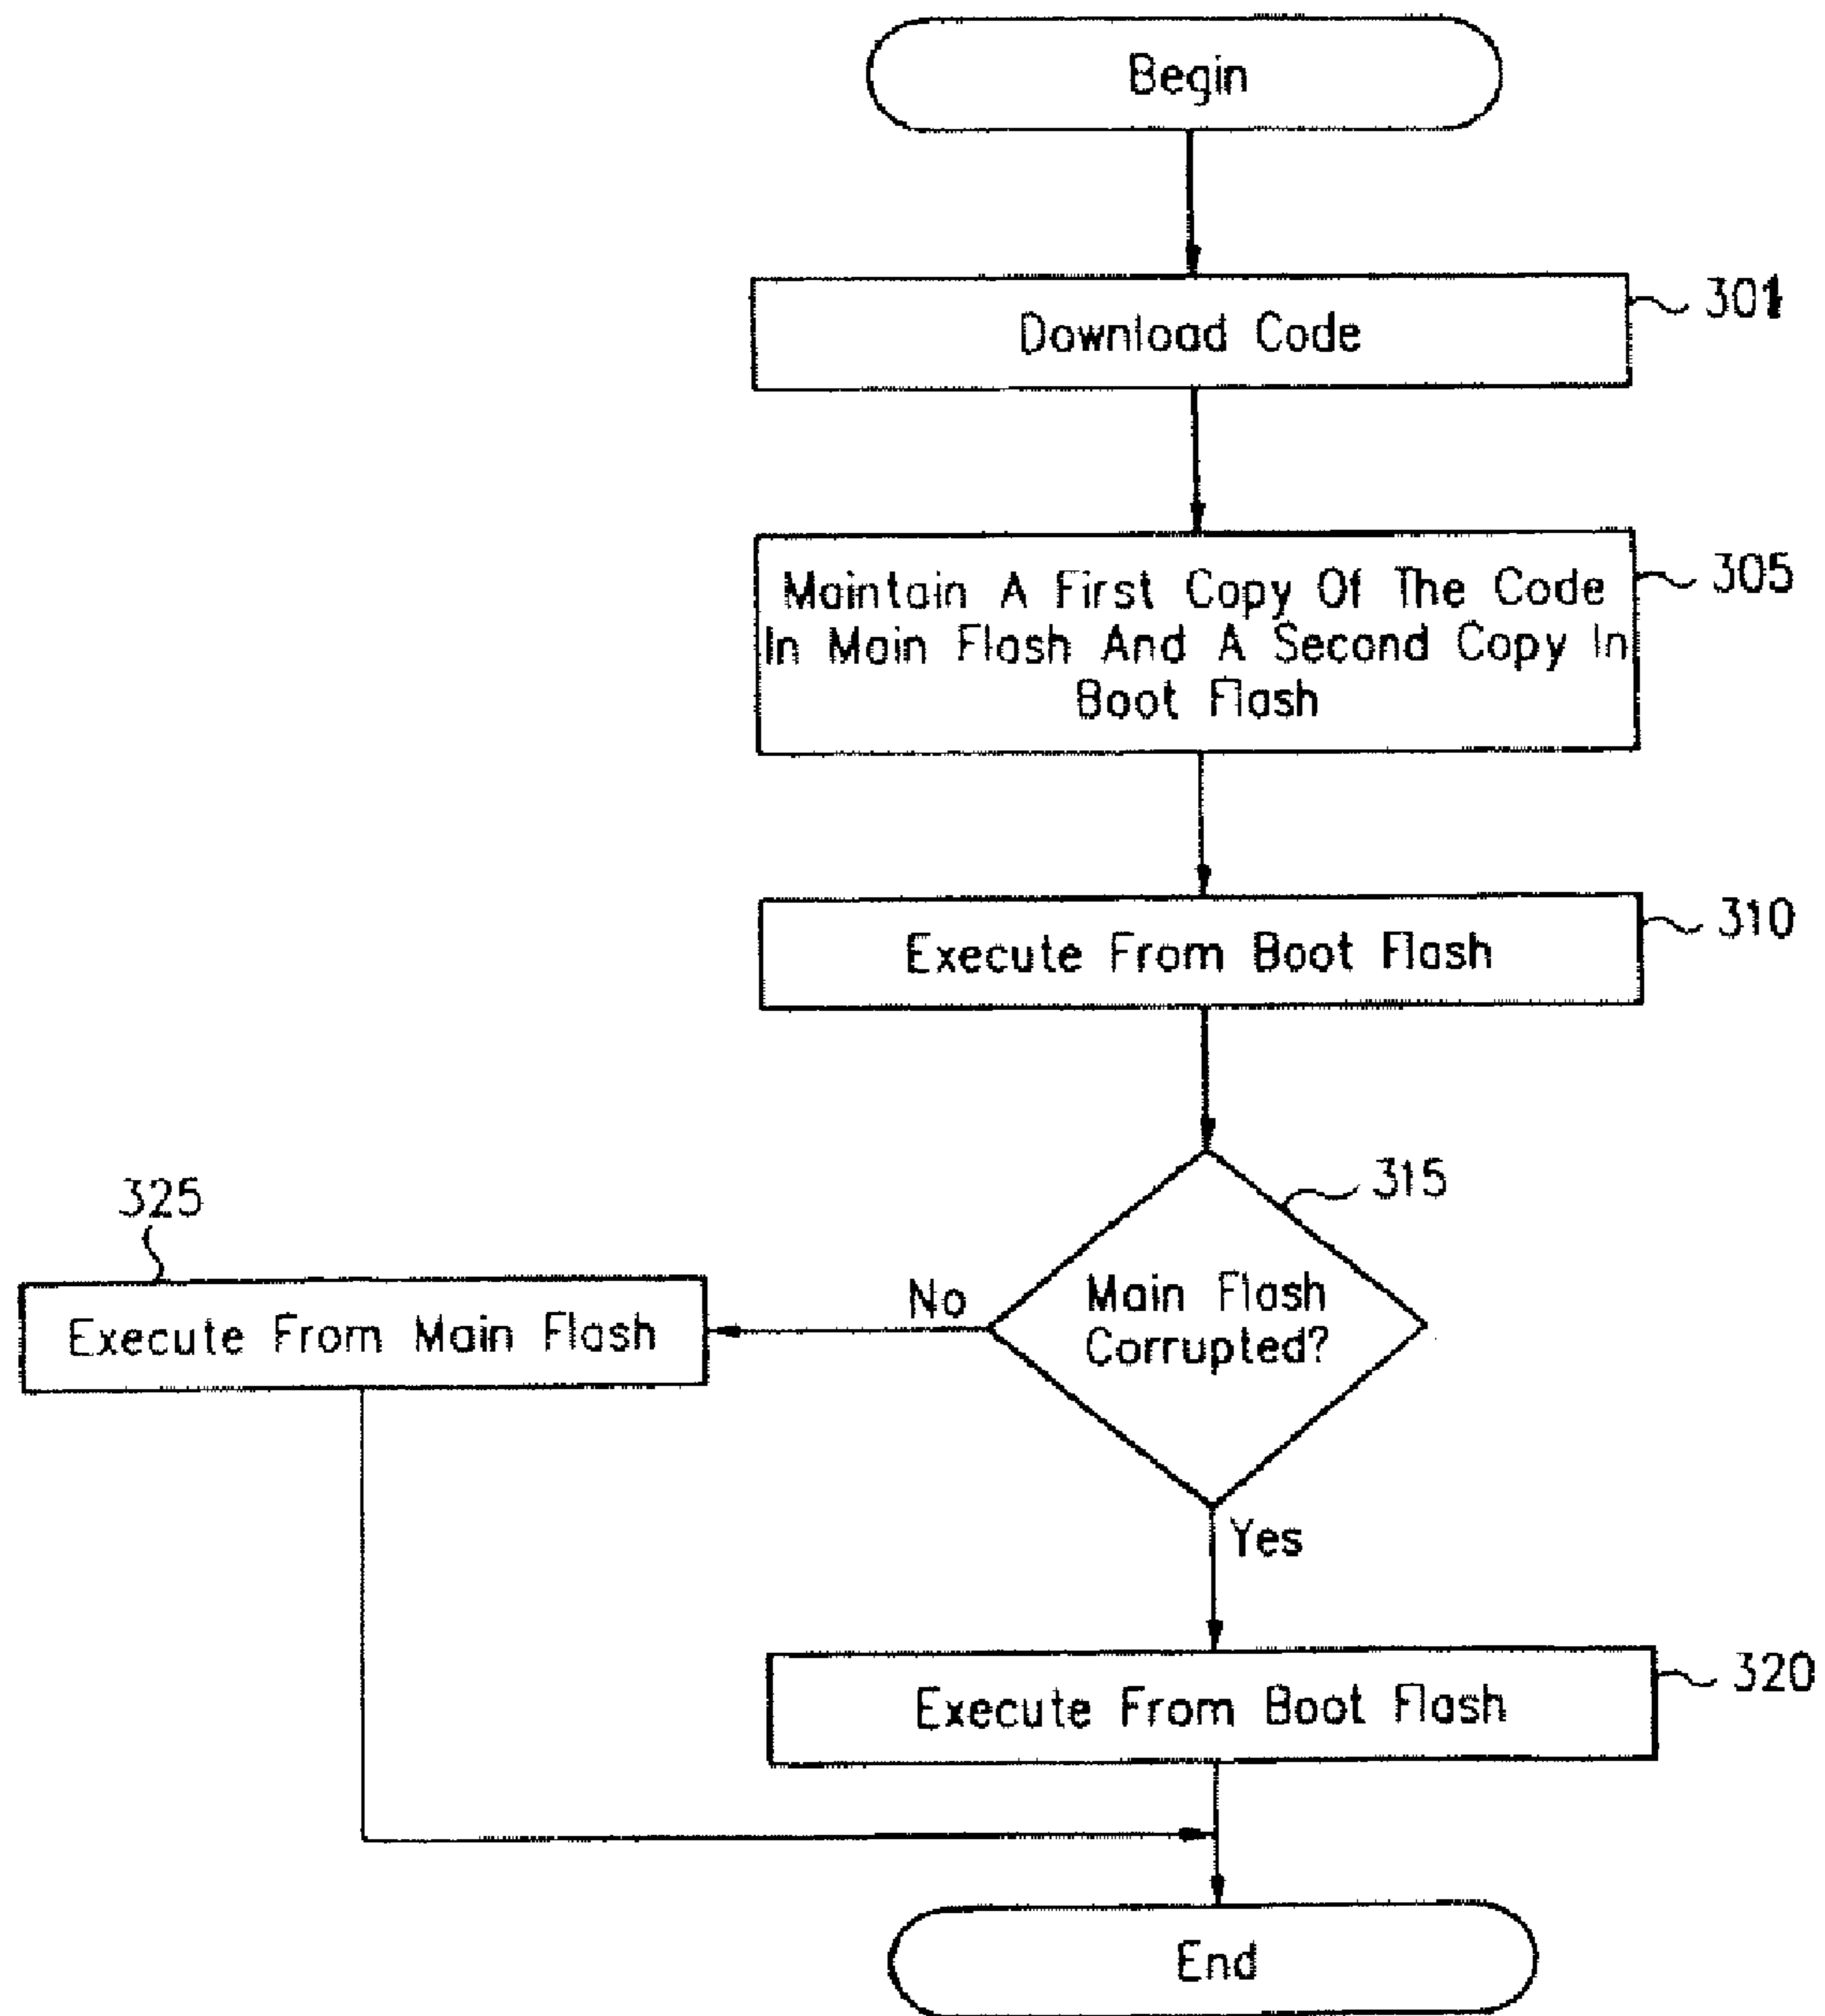 Begin
Download Code
301
Maintain A First Copy Of The Code
In Main Flash And A Second Copy In
Boot Flash
305
Execute From Boot Flash
310
Main Flash
Corrupted?
315
No
Execute From Main Flash
325
Yes
Execute From Boot Flash
320
End